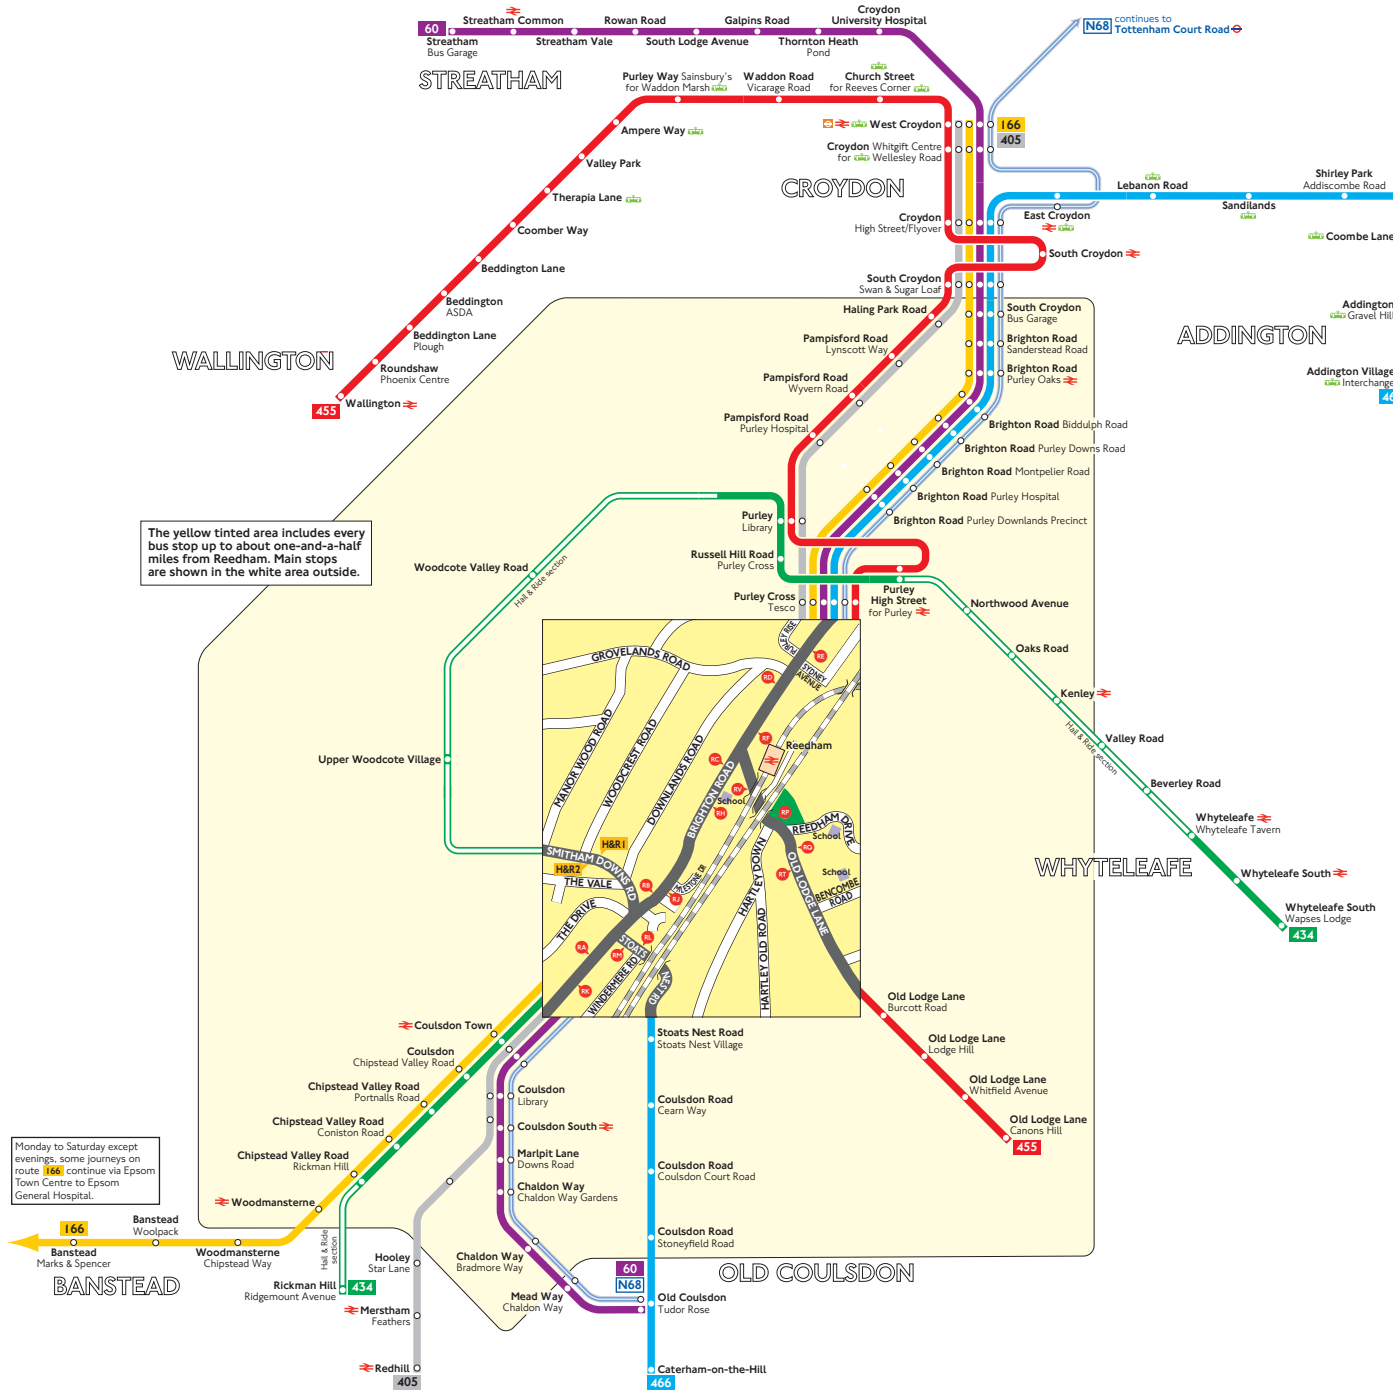 60
Streatham Common
Streatham
Bus Garage
Rowan Road
Streatham Vale
Galpins Road
South Lodge Avenue
Croydon
University Hospital
Thornton Heath
Pond
N68
continues to
Tottenham Court Road
STREATHAM
Purley Way Sainsbury's
for Waddon Marsh
Waddon Road
Vicarage Road
Church Street
for Reeves Corner
West Croydon
166
405
Croydon Whitgift Centre
for Wellesley Road
CROYDON
Ampere Way
Valley Park
Therapia Lane
Coomber Way
Beddington Lane
Beddington
ASDA
Beddington Lane
Plough
Roundshaw
Phoenix Centre
WALLINGTON
455
Wallington
Croydon
High Street/Flyover
East Croydon
Lebanon Road
Sandilands
Shirley Park
Addiscombe Road
Coombe Lane
Addington
Gravel Hill
ADDINGTON
Addington Village
Interchange
46
South Croydon
South Croydon
Swan & Sugar Loaf
Haling Park Road
South Croydon
Bus Garage
Pampisford Road
Lynscott Way
Brighton Road
Sanderstead Road
Pampisford Road
Wyvern Road
Brighton Road
Purley Oaks
Pampisford Road
Purley Hospital
Brighton Road Biddulph Road
Brighton Road Purley Downs Road
Brighton Road Montpelier Road
Brighton Road Purley Hospital
Brighton Road Purley Downlands Precinct
The yellow tinted area includes every
bus stop up to about one-and-a-half
miles from Reedham. Main stops
are shown in the white area outside.
Purley
Library
Russell Hill Road
Purley Cross
Woodcote Valley Road
Hail & Ride section
Purley Cross
Tesco
Purley
High Street
for Purley
Northwood Avenue
Oaks Road
Kenley
Hail & Ride section
Valley Road
Beverley Road
Whyteleafe
Whyteleafe Tavern
WHYTELEAFE
Whyteleafe South
Whyteleafe South
Wapses Lodge
434
Upper Woodcote Village
GROVELANDS ROAD
PURLEY RISE
SYDNEY
AVENUE
RE
RD
MANOR WOOD ROAD
WOODCREST ROAD
DOWNLANDS ROAD
BRIGHTON ROAD
RF
Reedham
RC
RV
School
RH
RP
REEDHAM DRIVE
School
RQ
RT
School
BENCOMBE
ROAD
H&R1
SMITHAM DOWNS RD
H&R2
THE VALE
RB
RJ
THE DRIVE
HARTLEY DOWN
OLD LODGE LANE
HARTLEY OLD ROAD
RA
RM
RL
STOATS
NEST RD
WINDERMERE RD
RK
Old Lodge Lane
Burcott Road
Old Lodge Lane
Lodge Hill
Old Lodge Lane
Whitfield Avenue
Old Lodge Lane
Canons Hill
455
Coulsdon Town
Coulsdon
Chipstead Valley Road
Chipstead Valley Road
Portnalls Road
Chipstead Valley Road
Coniston Road
Chipstead Valley Road
Rickman Hill
Woodmansterne
Monday to Saturday except
evenings, some journeys on
route 166 continue via Epsom
Town Centre to Epsom
General Hospital.
166
Banstead
Marks & Spencer
Banstead
Woolpack
Woodmansterne
Chipstead Way
BANSTEAD
Hail & Ride
section
Rickman Hill
Ridgemount Avenue
434
Hooley
Star Lane
Merstham
Feathers
Redhill
405
Coulsdon
Library
Coulsdon South
Marlpit Lane
Downs Road
Chaldon Way
Chaldon Way Gardens
Chaldon Way
Bradmore Way
Mead Way
Chaldon Way
60
N68
Stoats Nest Road
Stoats Nest Village
Coulsdon Road
Cearn Way
Coulsdon Road
Coulsdon Court Road
Coulsdon Road
Stoneyfield Road
OLD COULSDON
Old Coulsdon
Tudor Rose
Caterham-on-the-Hill
466